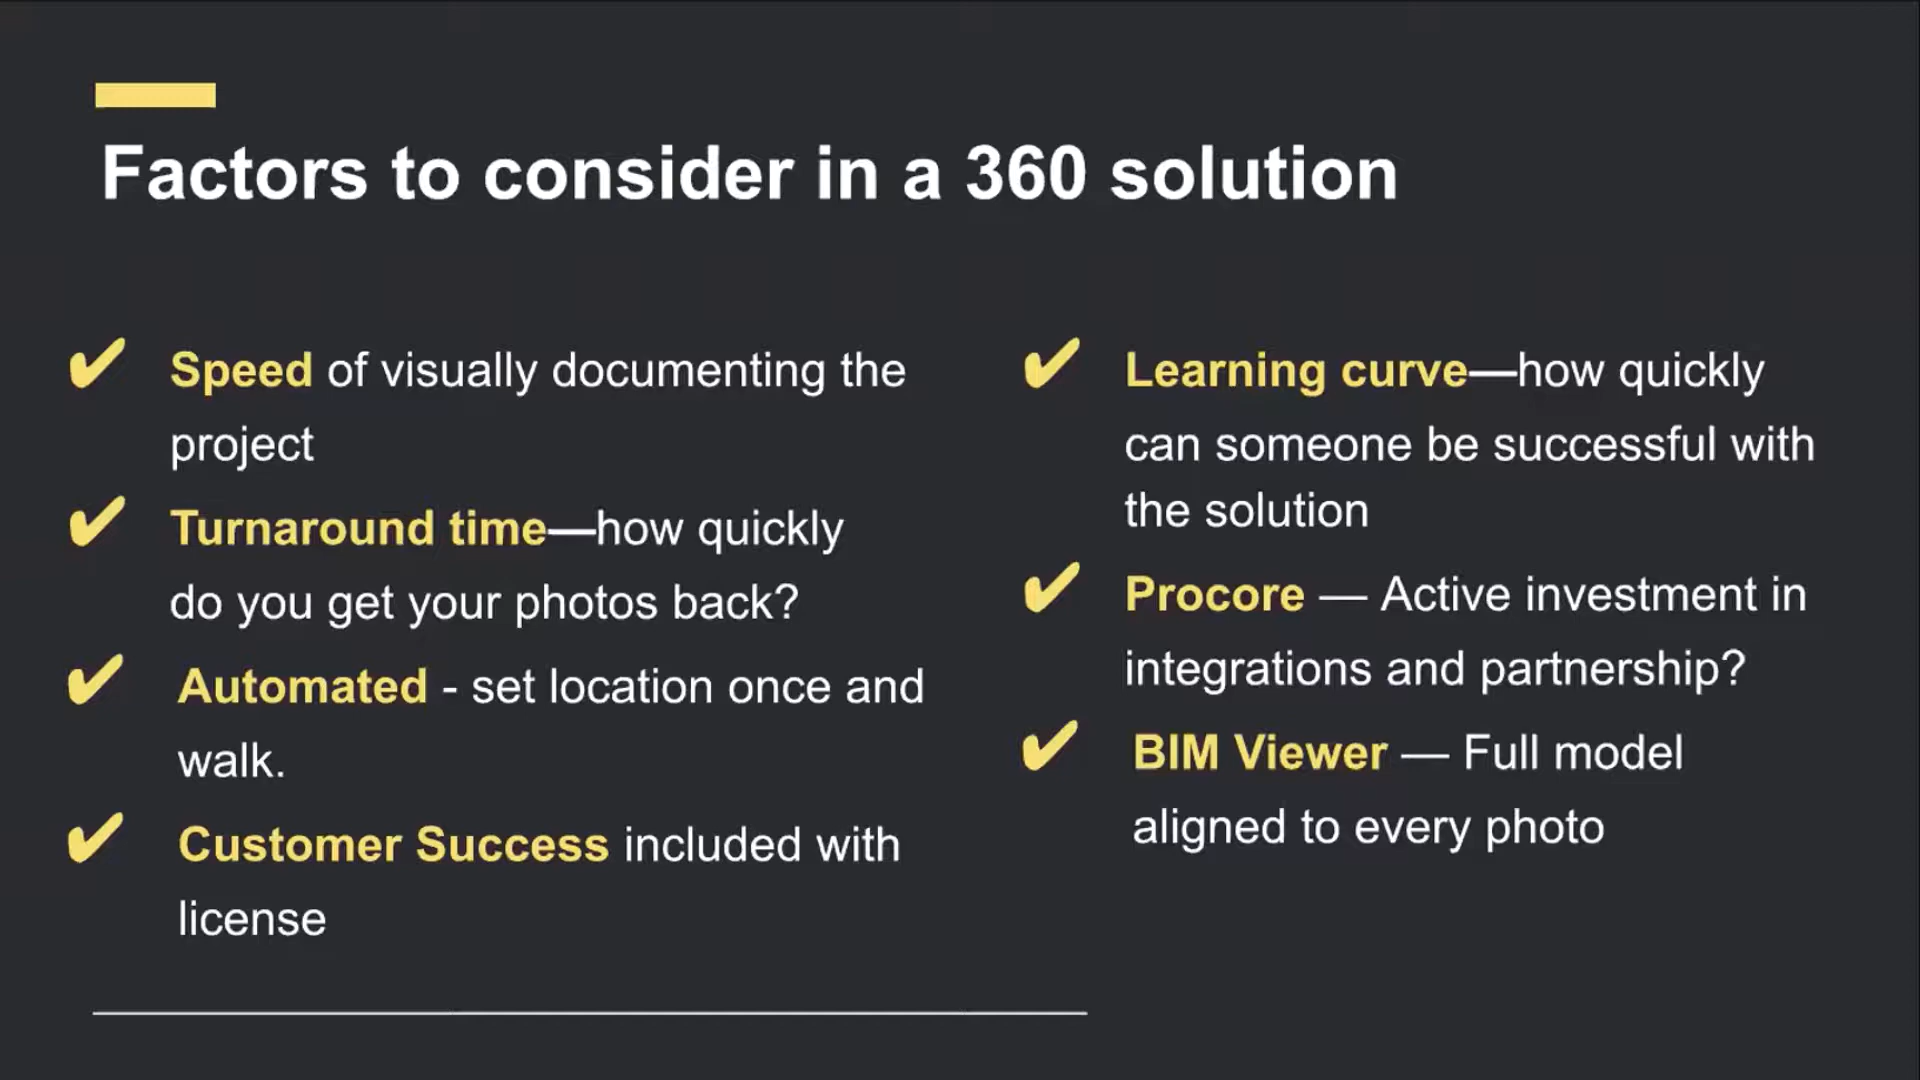 Factors to consider in a 360 solution
✔ Speed of visually documenting the
project
✔ Turnaround time—how quickly
do you get your photos back?
✔ Automated - set location once and
walk.
✔ Customer Success included with
license
✔ Learning curve—how quickly
can someone be successful with
the solution
✔ Procore — Active investment in
integrations and partnership?
✔ BIM Viewer — Full model
aligned to every photo